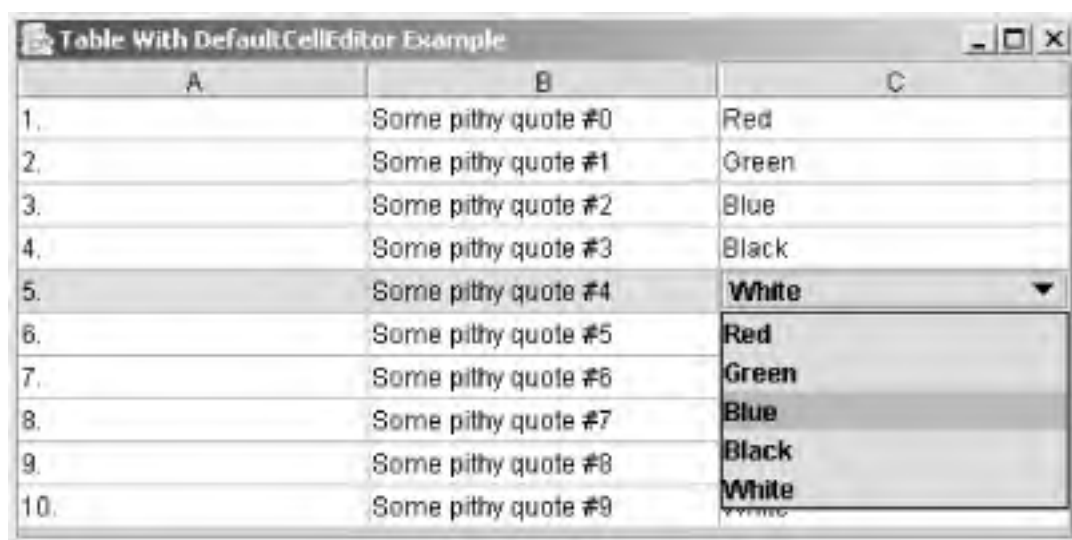 Table With DefaultCellEditor Example
A B C
1. Some pithy quote #0 Red
2. Some pithy quote #1 Green
3. Some pithy quote #2 Blue
4. Some pithy quote #3 Black
5. Some pithy quote #4 White
6. Some pithy quote #5 Red
7. Some pithy quote #6 Green
8. Some pithy quote #7 Blue
9. Some pithy quote #8 Black
10. Some pithy quote #9 White